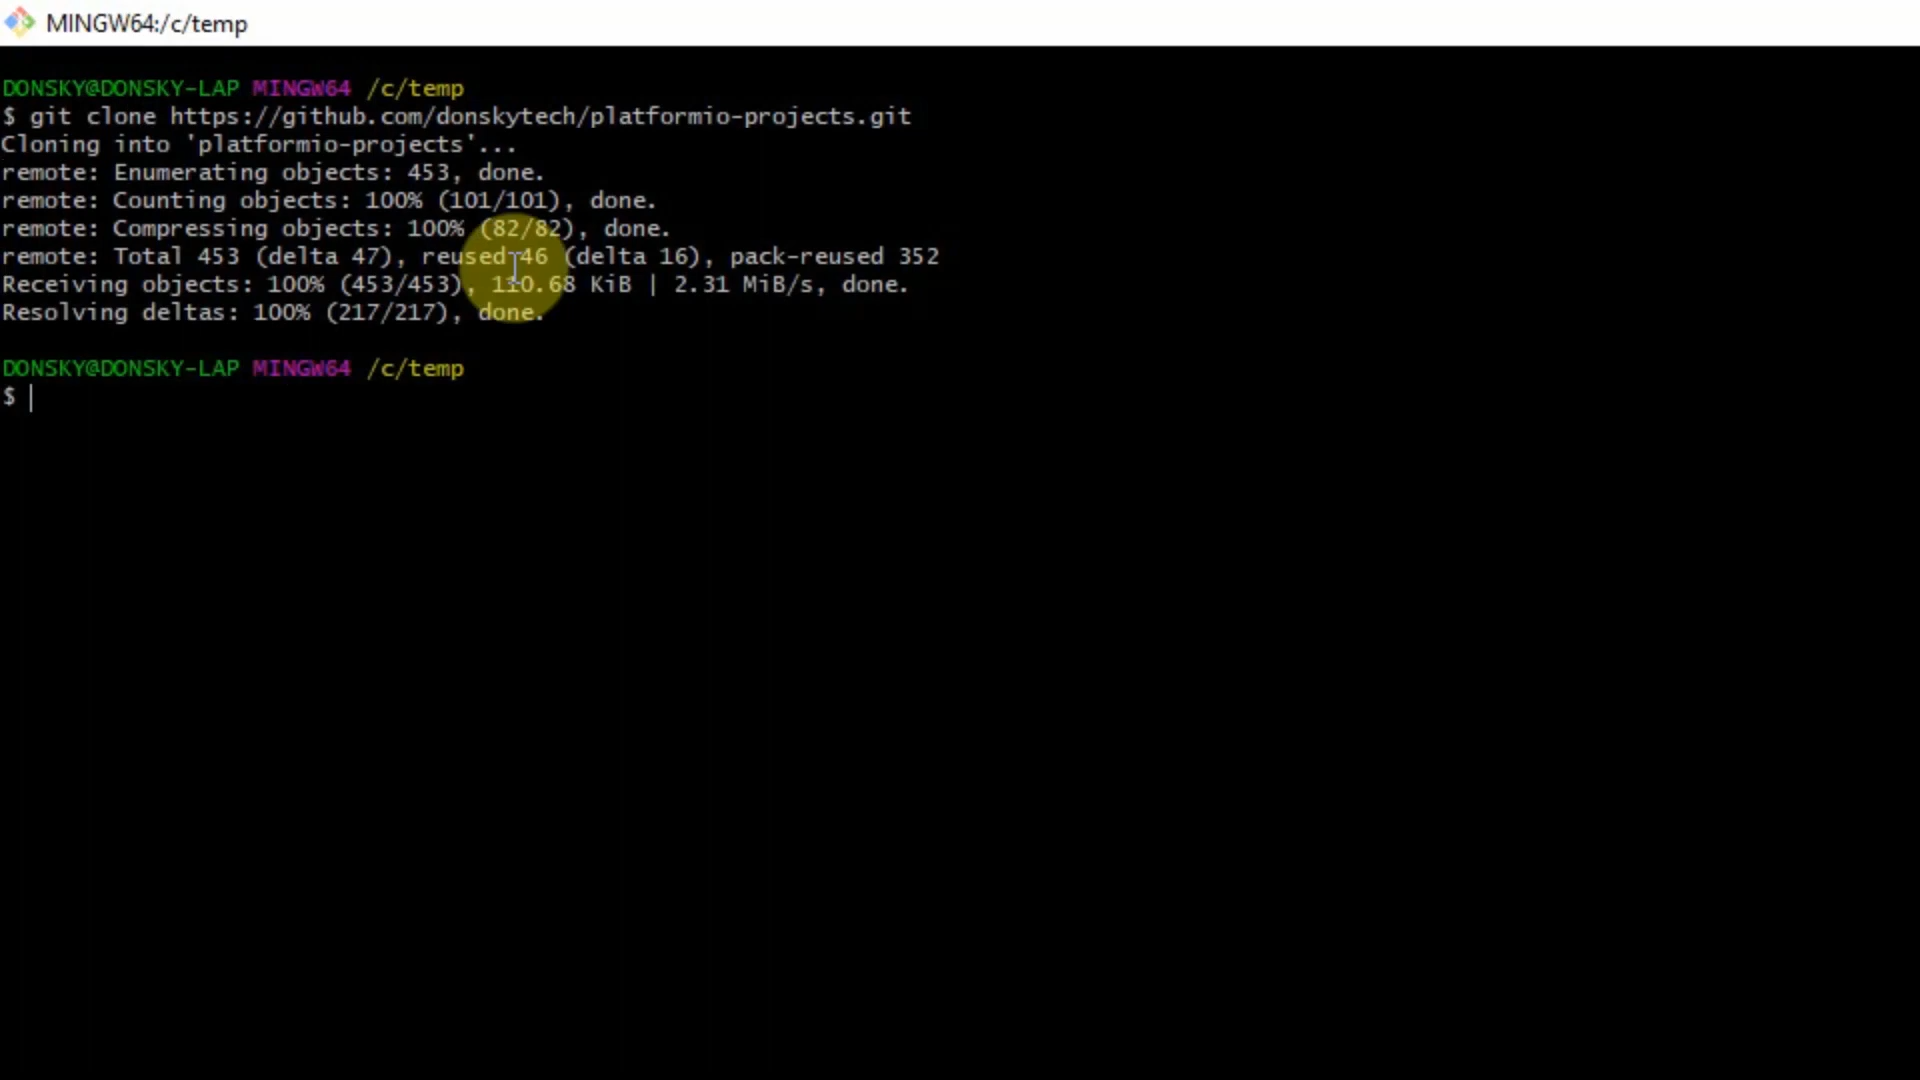 MINGW64:/c/temp
DONSKY@DONSKY-LAP MINGW64 /c/temp
$ git clone https://github.com/donskytech/platformio-projects.git
Cloning into 'platformio-projects'...
remote: Enumerating objects: 453, done.
remote: Counting objects: 100% (101/101), done.
remote: Compressing objects: 100% (82/82), done.
remote: Total 453 (delta 47), reused 46 (delta 16), pack-reused 352
Receiving objects: 100% (453/453), 110.68 KiB | 2.31 MiB/s, done.
Resolving deltas: 100% (217/217), done.
DONSKY@DONSKY-LAP MINGW64 /c/temp
$